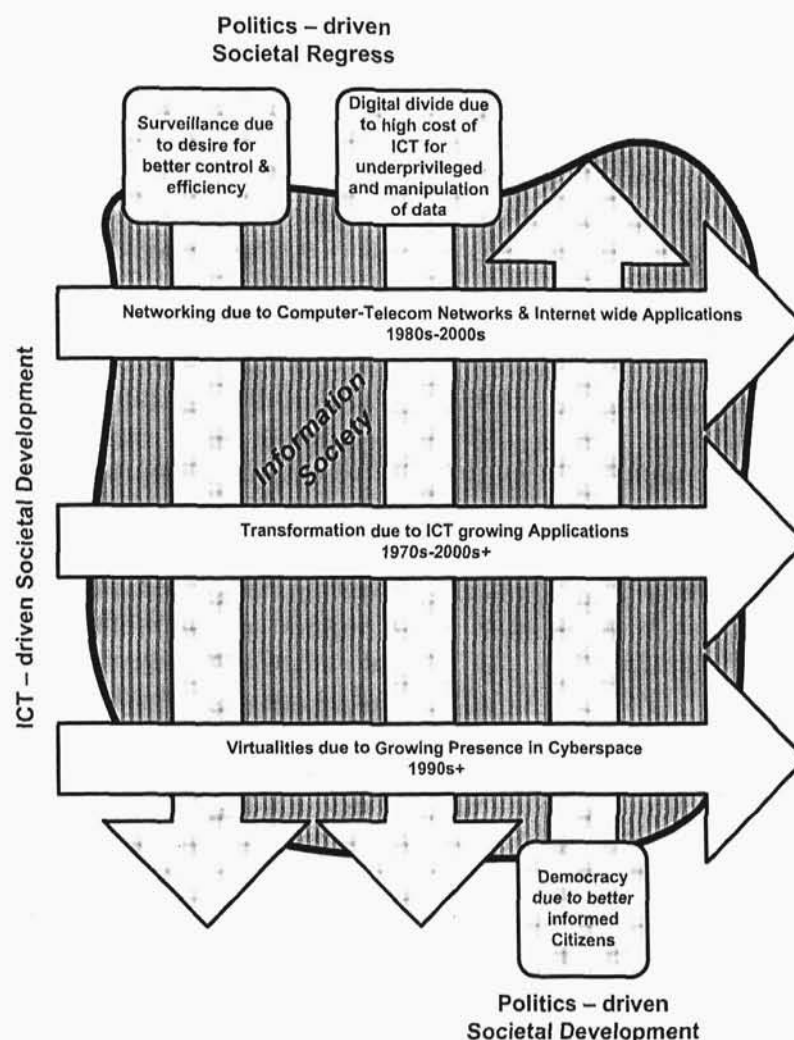 Politics – driven
Societal Regress
Surveillance due
to desire for
better control &
efficiency
Digital divide due
to high cost of
ICT for
underprivileged
and manipulation
of data
Networking due to Computer-Telecom Networks & Internet wide Applications
1980s-2000s
Information
Society
ICT – driven Societal Development
Transformation due to ICT growing Applications
1970s-2000s+
Virtualities due to Growing Presence in Cyberspace
1990s+
Democracy
due to better
informed
Citizens
Politics – driven
Societal Development